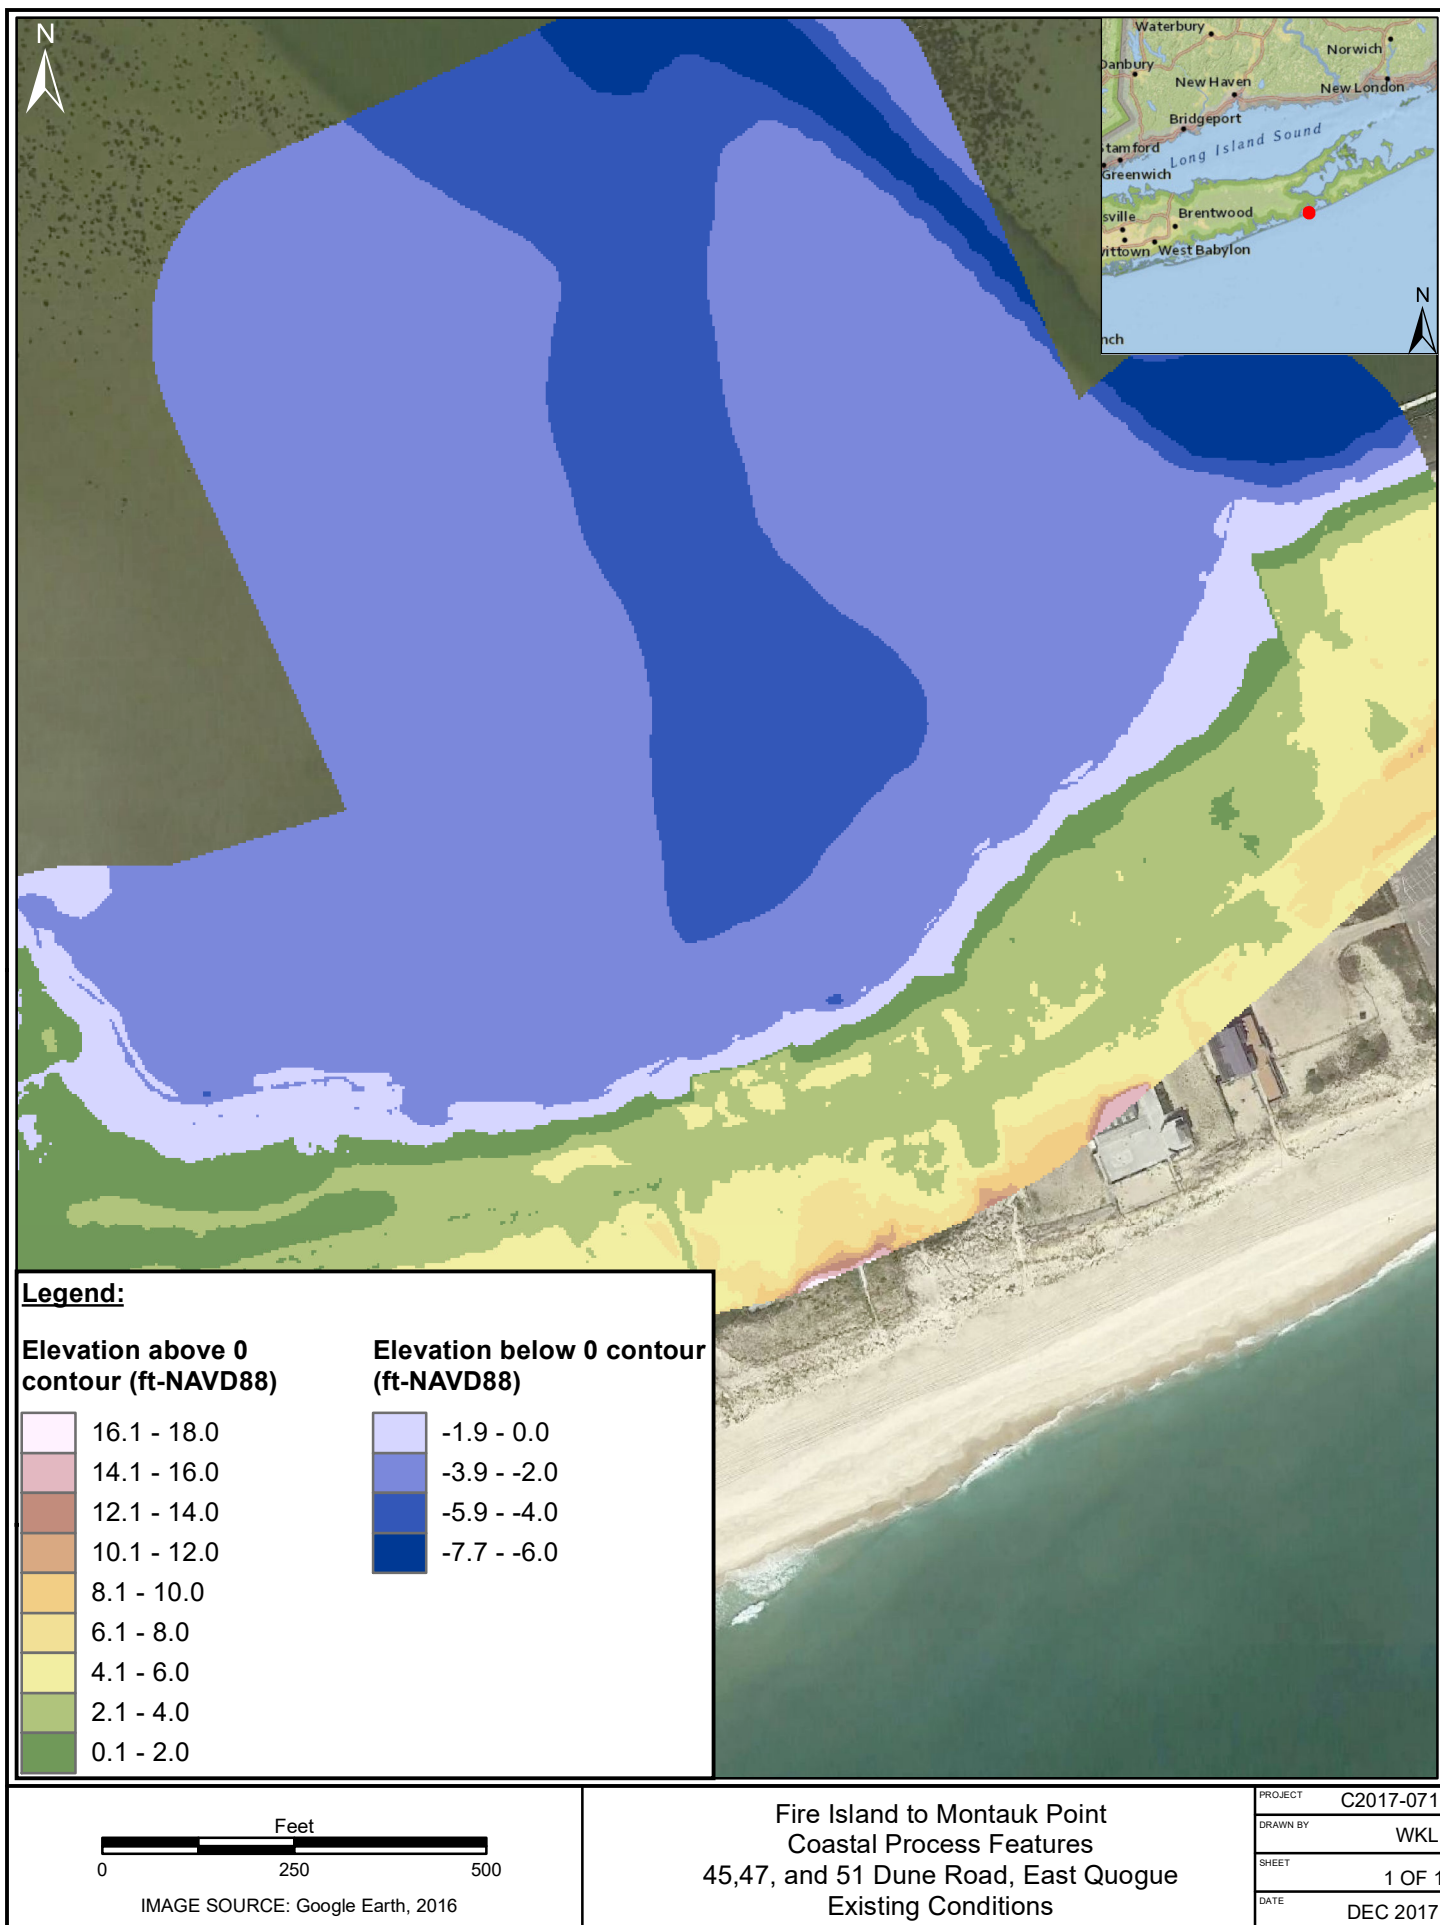 N
Waterbury
Norwich
Danbury
New Haven
New London
Bridgeport
Stamford
Long Island Sound
Greenwich
sville
Brentwood
vittown
West Babylon
N
nch
Legend:
Elevation above 0
contour (ft-NAVD88)
16.1 - 18.0
14.1 - 16.0
12.1 - 14.0
10.1 - 12.0
8.1 - 10.0
6.1 - 8.0
4.1 - 6.0
2.1 - 4.0
0.1 - 2.0
Elevation below 0 contour
(ft-NAVD88)
-1.9 - 0.0
-3.9 - -2.0
-5.9 - -4.0
-7.7 - -6.0
Feet
0 250 500
IMAGE SOURCE: Google Earth, 2016
Fire Island to Montauk Point
Coastal Process Features
45,47, and 51 Dune Road, East Quogue
Existing Conditions
PROJECT C2017-071
DRAWN BY WKL
SHEET 1 OF 1
DATE DEC 2017